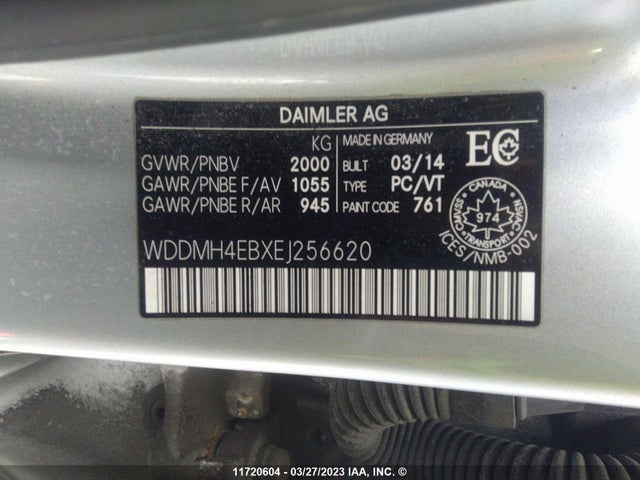 DAIMLER AG
KG
GVWR/PNBV 2000
GAWR/PNBE F/AV 1055
GAWR/PNBE R/AR 945
MADE IN GERMANY
BUILT 03/14
TYPE PC/VT
PAINT CODE 761
EC
CANADA
974
CMVSS
NSVAC
ICES/NMB-002
WDDMH4EBXEJ256620
11720604 - 03/27/2023 IAA, INC. ©